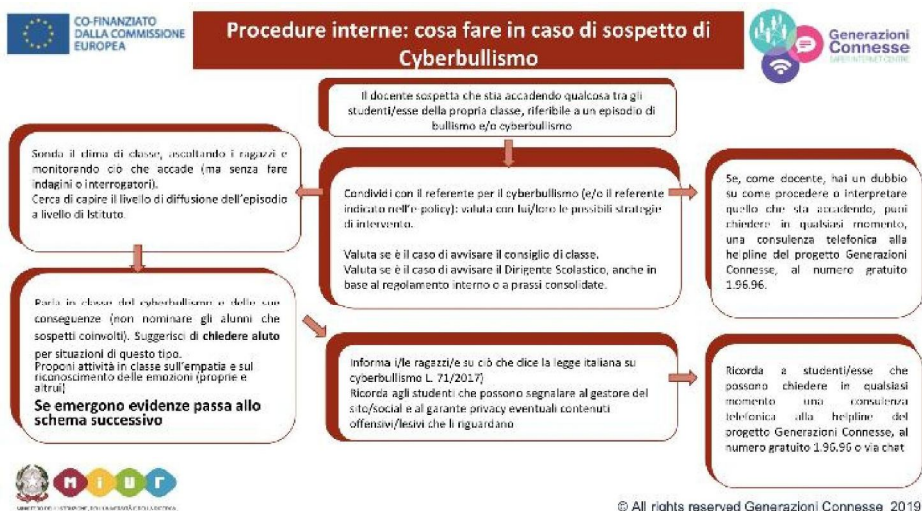 CO-FINANZIATO
DALLA COMMISSIONE
EUROPEA
Procedure interne: cosa fare in caso di sospetto di
Cyberbullismo
Generazioni
Connesse
SAFER INTERNET CENTRE
Il docente sospetta che stia accadendo qualcosa tra gli
studenti/esse della propria classe, riferibile a un episodio di
bullismo e/o cyberbullismo
Sonda il clima di classe, ascoltando i ragazzi e
monitorando ciò che accade (ma senza fare
indagini o interrogatori).
Cerca di capire il livello di diffusione dell'episodio
a livello di Istituto.
Condividi con il referente per il cyberbullismo (e/o il referente
indicato nell'e-policy): valuta con lui/loro le possibili strategie
di intervento.
Valuta se è il caso di avvisare il consiglio di classe.
Valuta se è il caso di avvisare il Dirigente Scolastico, anche in
base al regolamento interno o a prassi consolidate.
Se, come docente, hai un dubbio
su come procedere o interpretare
quello che sta accadendo, puoi
chiedere in qualsiasi momento,
una consulenza telefonica alla
helpline del progetto Generazioni
Connesse, al numero gratuito
1.96.96.
Parla in classe del cyberbullismo e delle sue
conseguenze (non nominare gli alunni che
sospetti coinvolti). Suggerisci di chiedere aiuto
per situazioni di questo tipo.
Proponi attività in classe sull'empatia e sul
riconoscimento delle emozioni (proprie e
altrui)
Se emergono evidenze passa allo
schema successivo
Informa i/le ragazzi/e su ciò che dice la legge italiana su
cyberbullismo L. 71/2017)
Ricorda agli studenti che possono segnalare al gestore del
sito/social e al garante privacy eventuali contenuti
offensivi/lesivi che li riguardano
Ricorda a studenti/esse che
possono chiedere in qualsiasi
momento una consulenza
telefonica alla helpline del
progetto Generazioni Connesse, al
numero gratuito 1.96.96 o via chat
miur
MINISTERO DELL'ISTRUZIONE, DELL'UNIVERSITÀ E DELLA RICERCA
© All rights reserved Generazioni Connesse 2019